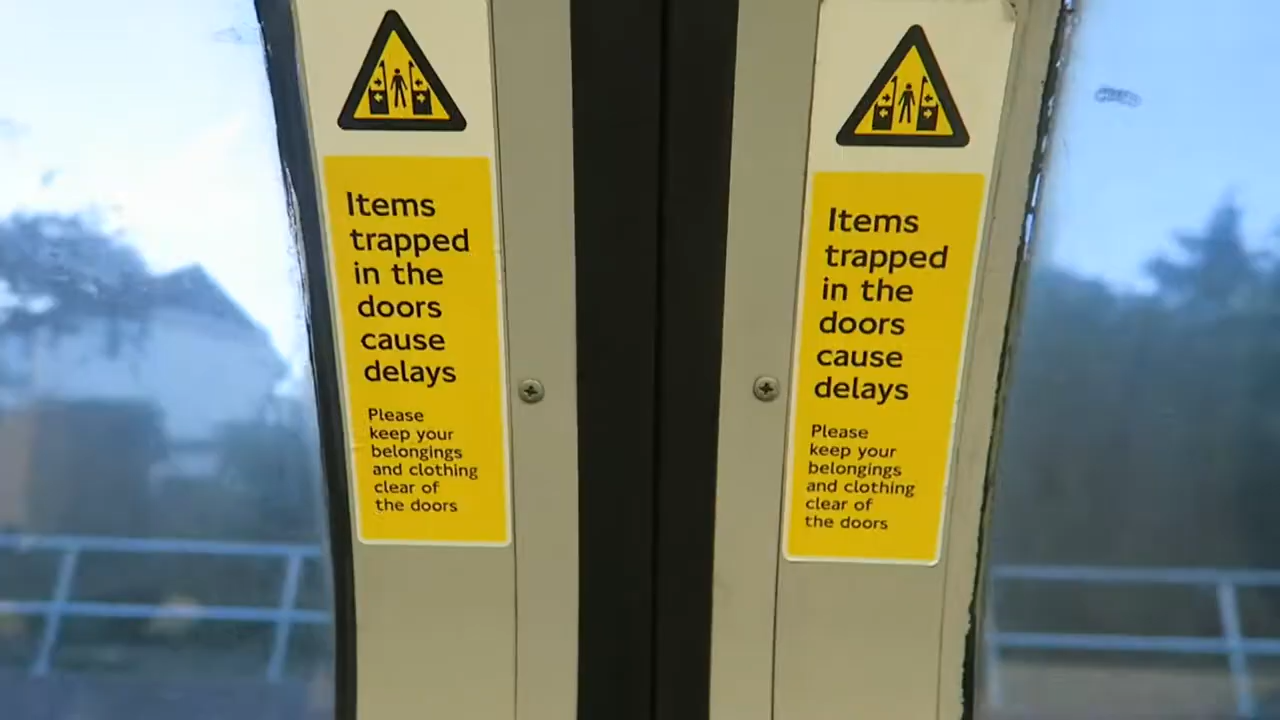 Items
trapped
in the
doors
cause
delays
Please
keep your
belongings
and clothing
clear of
the doors
Items
trapped
in the
doors
cause
delays
Please
keep your
belongings
and clothing
clear of
the doors